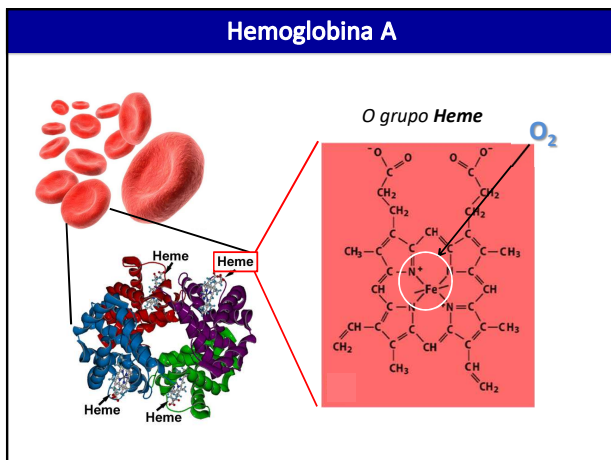 Hemoglobina A
O grupo Heme
O₂
Heme
Heme
Heme
Heme
⁻O O O O⁻
C C
CH₂ CH₂
CH₂ CH₂
CH
CH₃ CH₃
N⁺ N
CH Fe CH
N N
CH CH₃
CH₂ CH₃ CH CH
CH₂